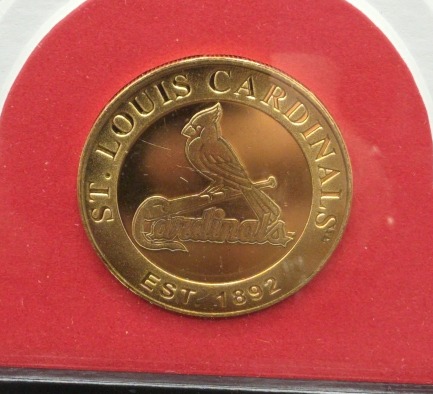 ST. LOUIS CARDINALS
Cardinals
EST. 1892